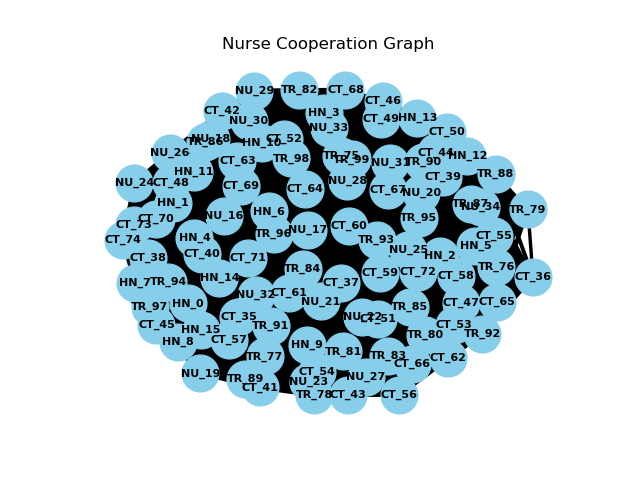 Nurse Cooperation Graph
NU_29
TR_82
CT_68
CT_46
CT_42
HN_3
NU_30
CT_49
HN_13
NU_33
CT_50
NU_18
TR_86
HN_10
CT_52
NU_26
CT_44
HN_12
TR_75
TR_99
TR_98
CT_63
NU_31
TR_90
HN_11
TR_88
CT_39
NU_24
CT_48
CT_69
NU_28
CT_64
CT_67
NU_20
HN_1
TR_87
NU_34
TR_79
HN_6
NU_16
CT_70
CT_73
TR_95
CT_60
NU_17
TR_96
CT_55
CT_74
HN_4
TR_93
HN_5
NU_25
CT_40
HN_2
CT_38
CT_71
TR_84
TR_76
CT_59
CT_72
CT_58
CT_36
HN_7
TR_94
HN_14
CT_37
CT_61
NU_32
NU_21
CT_65
CT_47
TR_97
HN_0
TR_85
CT_35
NU_22
CT_51
CT_45
TR_91
CT_53
HN_15
TR_80
TR_92
HN_8
CT_57
HN_9
TR_81
TR_77
TR_83
CT_62
CT_66
NU_19
CT_54
TR_89
NU_23
NU_27
CT_41
TR_78
CT_43
CT_56